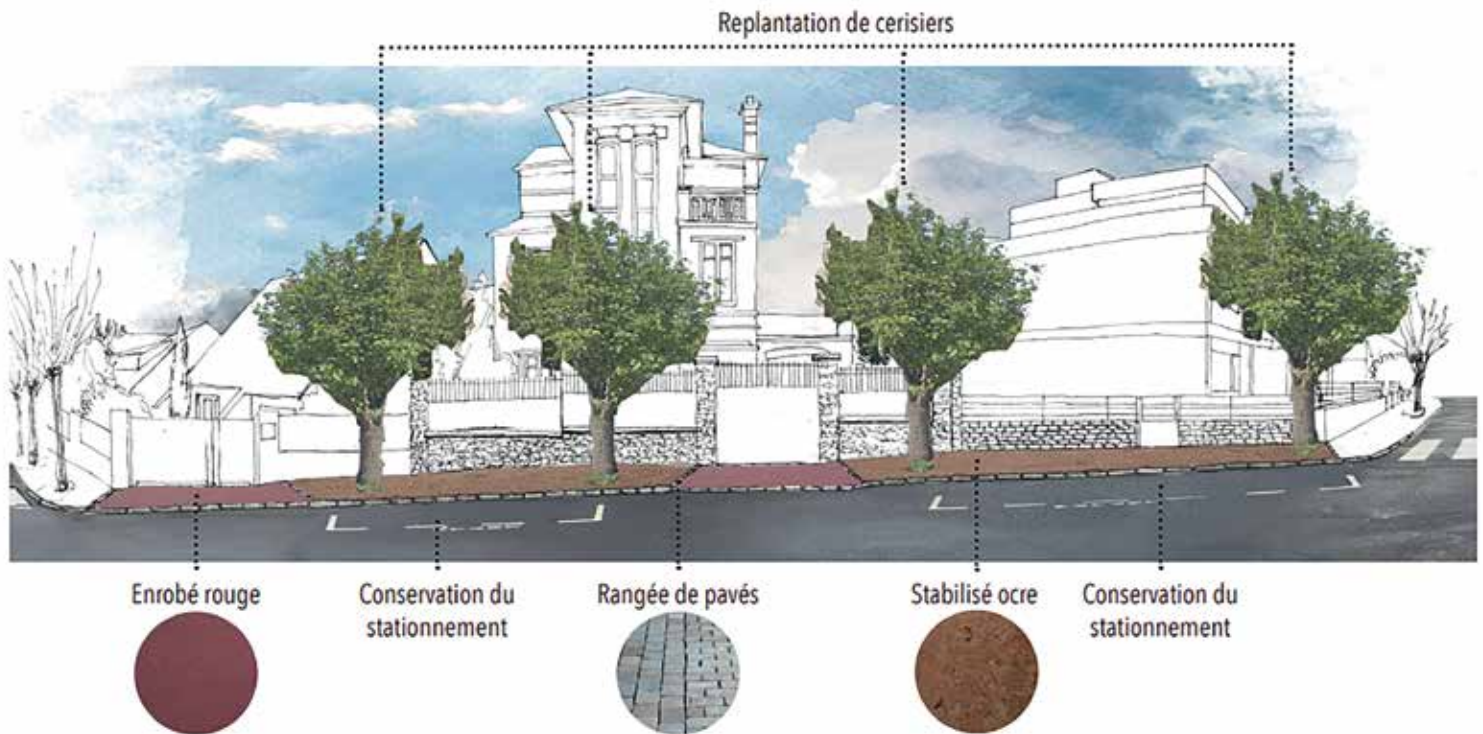 Replantation de cerisiers
Enrobé rouge
Conservation du
stationnement
Rangée de pavés
Stabilisé ocre
Conservation du
stationnement